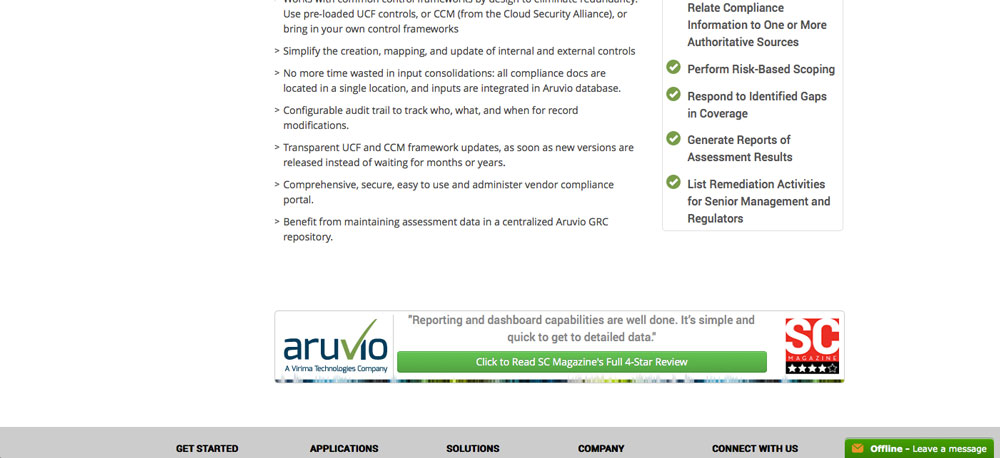 Works with common control frameworks by design to eliminate redundancy.
Use pre-loaded UCF controls, or CCM (from the Cloud Security Alliance), or
bring in your own control frameworks
> Simplify the creation, mapping, and update of internal and external controls
> No more time wasted in input consolidations: all compliance docs are
located in a single location, and inputs are integrated in Aruvio database.
> Configurable audit trail to track who, what, and when for record
modifications.
> Transparent UCF and CCM framework updates, as soon as new versions are
released instead of waiting for months or years.
> Comprehensive, secure, easy to use and administer vendor compliance
portal.
> Benefit from maintaining assessment data in a centralized Aruvio GRC
repository.
Relate Compliance
Information to One or More
Authoritative Sources
Perform Risk-Based Scoping
Respond to Identified Gaps
in Coverage
Generate Reports of
Assessment Results
List Remediation Activities
for Senior Management and
Regulators
aruvio
A Virima Technologies Company
"Reporting and dashboard capabilities are well done. It's simple and
quick to get to detailed data."
Click to Read SC Magazine's Full 4-Star Review
SC
MAGAZINE
GET STARTED
APPLICATIONS
SOLUTIONS
COMPANY
CONNECT WITH US
Offline - Leave a message